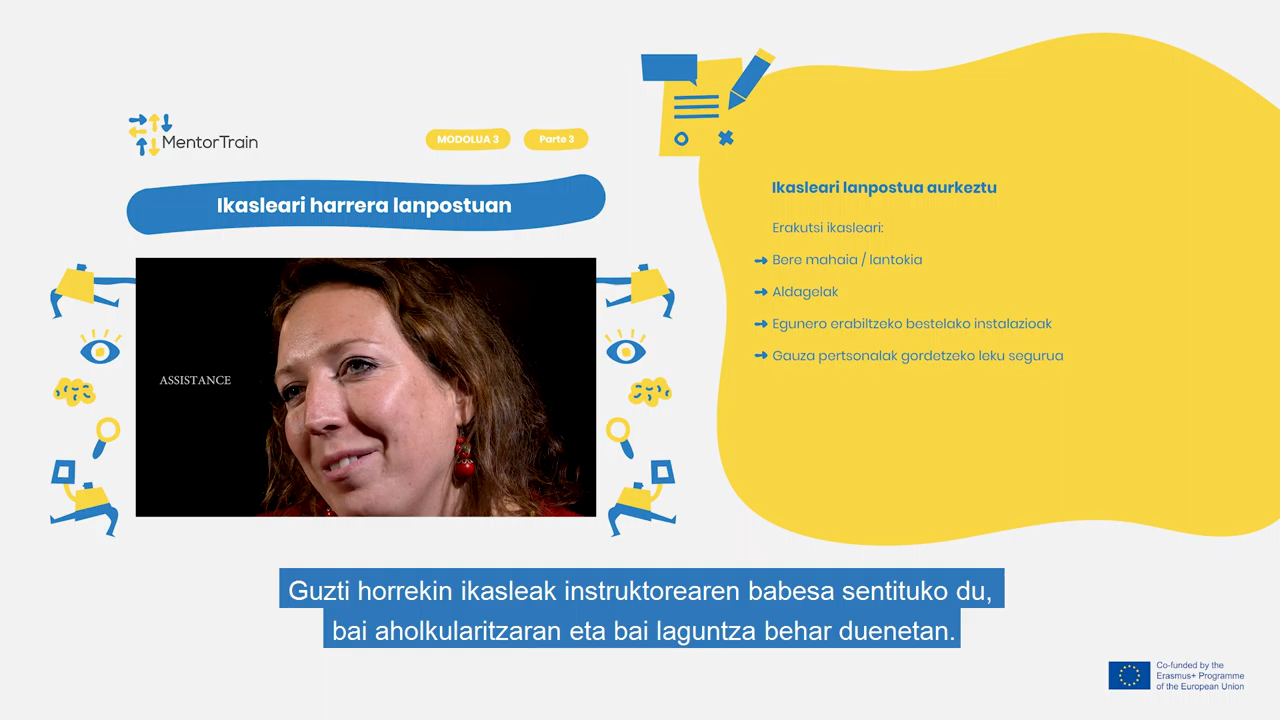 MentorTrain
MODOLUA 3
Parte 3
Ikasleari harrera lanpostuan
ASSISTANCE
Ikasleari lanpostua aurkeztu
Erakutsi ikasleari:
Bere mahaia / lantokia
Aldagelak
Egunero erabiltzeko bestelako instalazioak
Gauza pertsonalak gordetzeko leku segurua
Guzti horrekin ikasleak instruktorearen babesa sentituko du,
bai aholkularitzaran eta bai laguntza behar duenetan.
Co-funded by the
Erasmus+ Programme
of the European Union